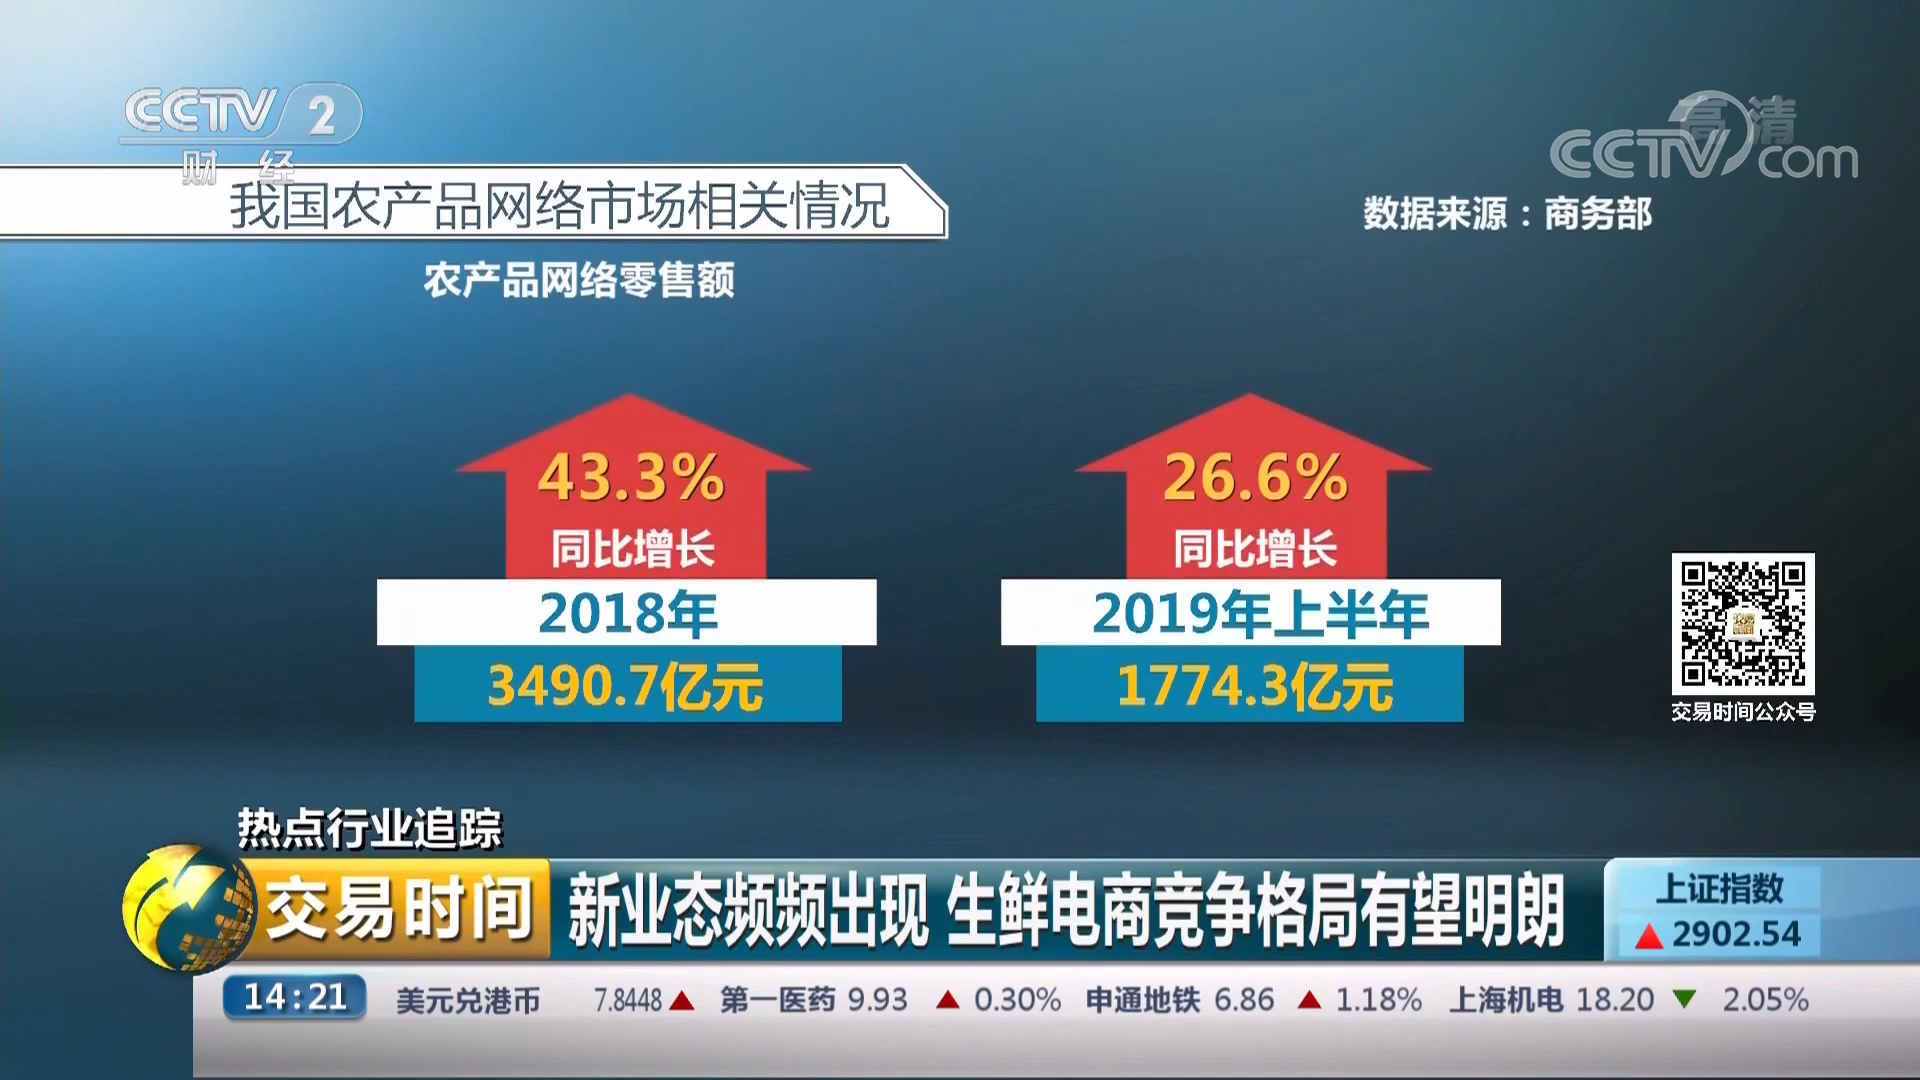 CCTV 2
财 经
高清
CCTV com
我国农产品网络市场相关情况
数据来源：商务部
农产品网络零售额
43.3%
同比增长
2018年
3490.7亿元
26.6%
同比增长
2019年上半年
1774.3亿元
交易时间公众号
热点行业追踪
交易时间
新业态频频出现 生鲜电商竞争格局有望明朗
上证指数
▲ 2902.54
14:21 美元兑港币 7.8448 ▲ 第一医药 9.93 ▲ 0.30% 申通地铁 6.86 ▲ 1.18% 上海机电 18.20 ▼ 2.05%